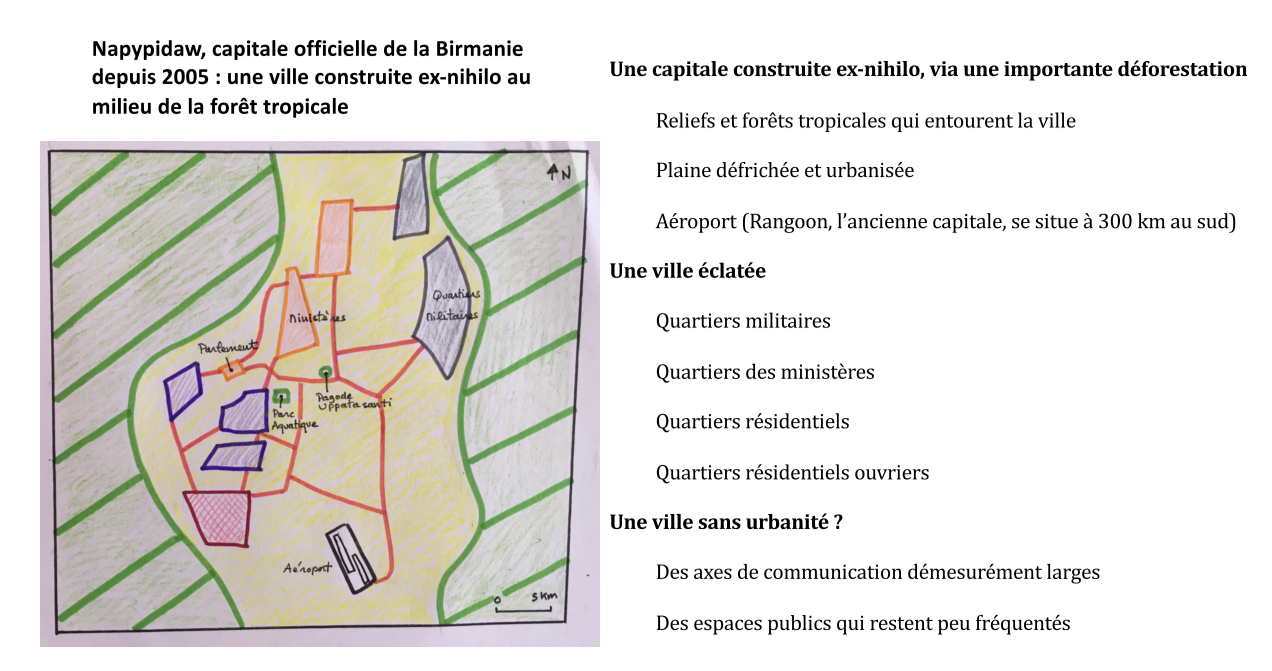 Napypidaw, capitale officielle de la Birmanie
depuis 2005 : une ville construite ex-nihilo au
milieu de la forêt tropicale
N
Quartiers
Militaires
Ministères
Parlement
Pagode
Uppatasanti
Parc
Aquatique
Aéroport
0 5 km
Une capitale construite ex-nihilo, via une importante déforestation
Reliefs et forêts tropicales qui entourent la ville
Plaine défrichée et urbanisée
Aéroport (Rangoon, l’ancienne capitale, se situe à 300 km au sud)
Une ville éclatée
Quartiers militaires
Quartiers des ministères
Quartiers résidentiels
Quartiers résidentiels ouvriers
Une ville sans urbanité ?
Des axes de communication démesurément larges
Des espaces publics qui restent peu fréquentés